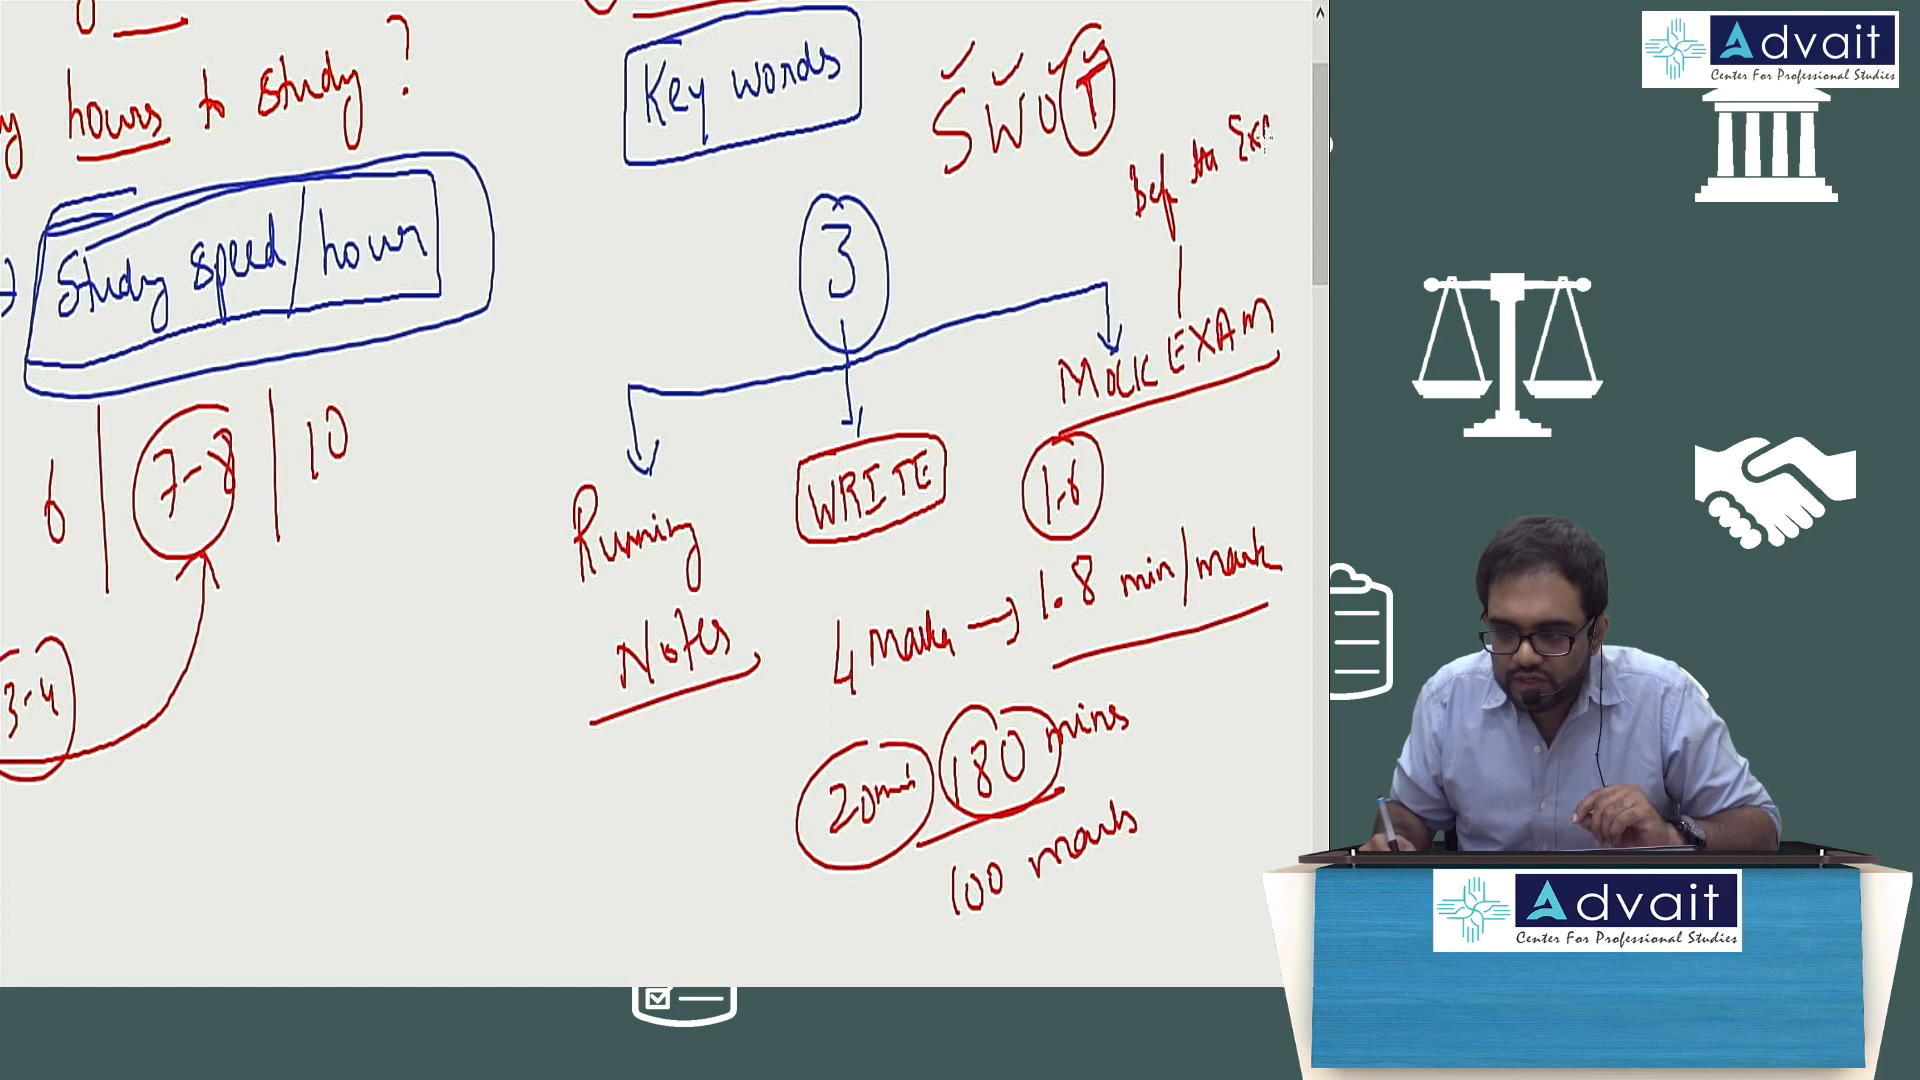 y hours to study?
Study speed/hour
6 | 7-8 | 10
3-4
Key words
SWOT
Bef the Exa
3
MOCK EXAM
Running
Notes
WRITE
1.8
4 marks → 1.8 min/mark
20min 180 mins
100 marks
Advait
Center For Professional Studies
Advait
Center For Professional Studies